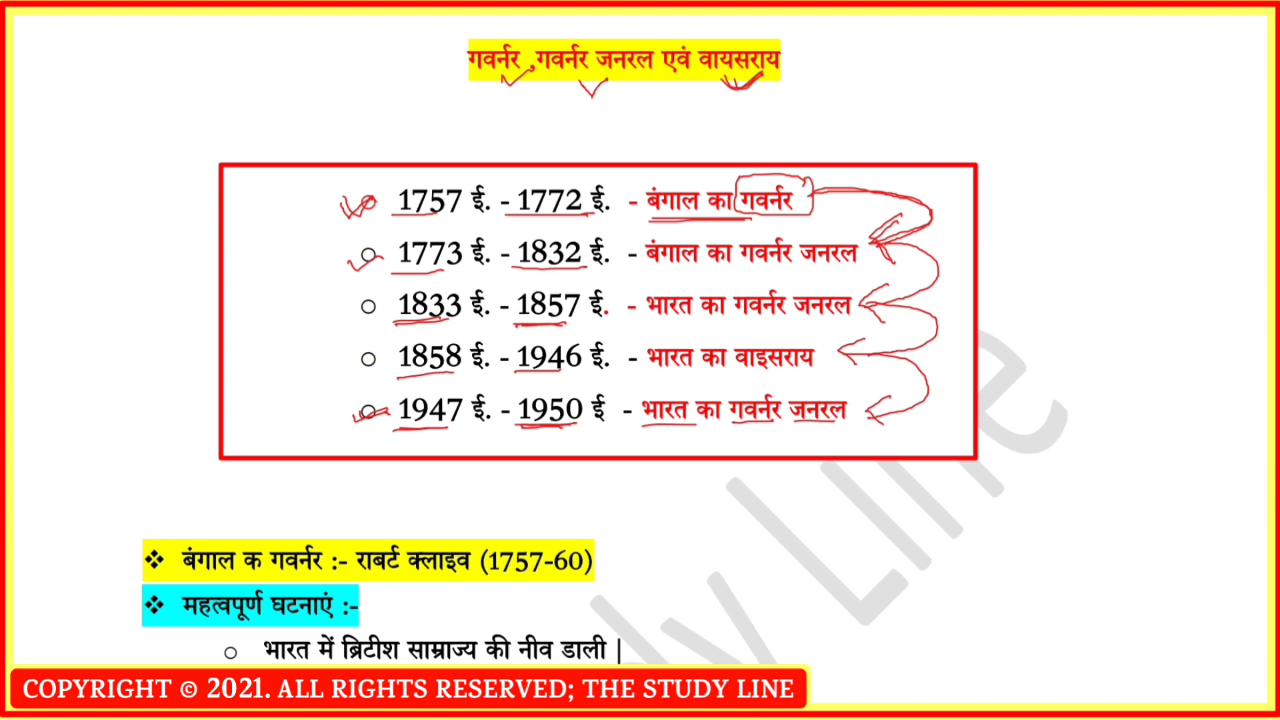 गवर्नर ,गवर्नर जनरल एवं वायसराय
1757 ई. - 1772 ई. - बंगाल का गवर्नर
1773 ई. - 1832 ई. - बंगाल का गवर्नर जनरल
1833 ई. - 1857 ई. - भारत का गवर्नर जनरल
1858 ई. - 1946 ई. - भारत का वाइसराय
1947 ई. - 1950 ई - भारत का गवर्नर जनरल
बंगाल क गवर्नर :- राबर्ट क्लाइव (1757-60)
महत्वपूर्ण घटनाएं :-
भारत में ब्रिटीश साम्राज्य की नीव डाली |
dy Line
COPYRIGHT © 2021. ALL RIGHTS RESERVED; THE STUDY LINE